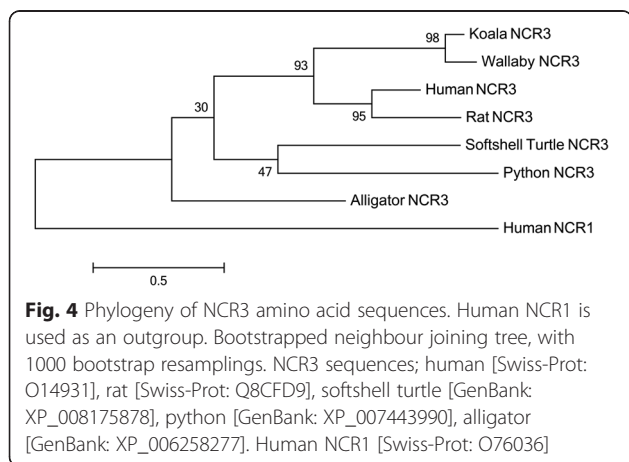 98
Koala NCR3
Wallaby NCR3
93
Human NCR3
95
Rat NCR3
30
Softshell Turtle NCR3
47
Python NCR3
Alligator NCR3
Human NCR1
0.5
Fig. 4 Phylogeny of NCR3 amino acid sequences. Human NCR1 is
used as an outgroup. Bootstrapped neighbour joining tree, with
1000 bootstrap resamplings. NCR3 sequences; human [Swiss-Prot:
O14931], rat [Swiss-Prot: Q8CFD9], softshell turtle [GenBank:
XP_008175878], python [GenBank: XP_007443990], alligator
[GenBank: XP_006258277]. Human NCR1 [Swiss-Prot: O76036]